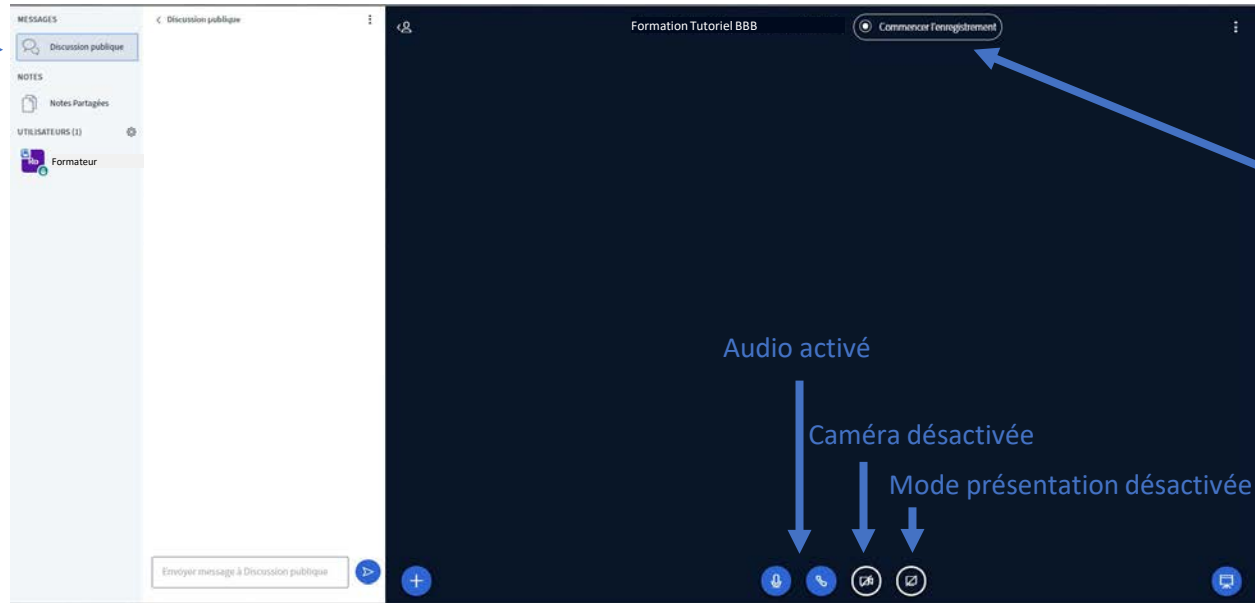 MESSAGES
Discussion publique
NOTES
Notes Partagées
UTILISATEURS (1)
Ro
Formateur
Discussion publique
Envoyer message à Discussion publique
Formation Tutoriel BBB
Commencer l'enregistrement
Audio activé
Caméra désactivée
Mode présentation désactivée